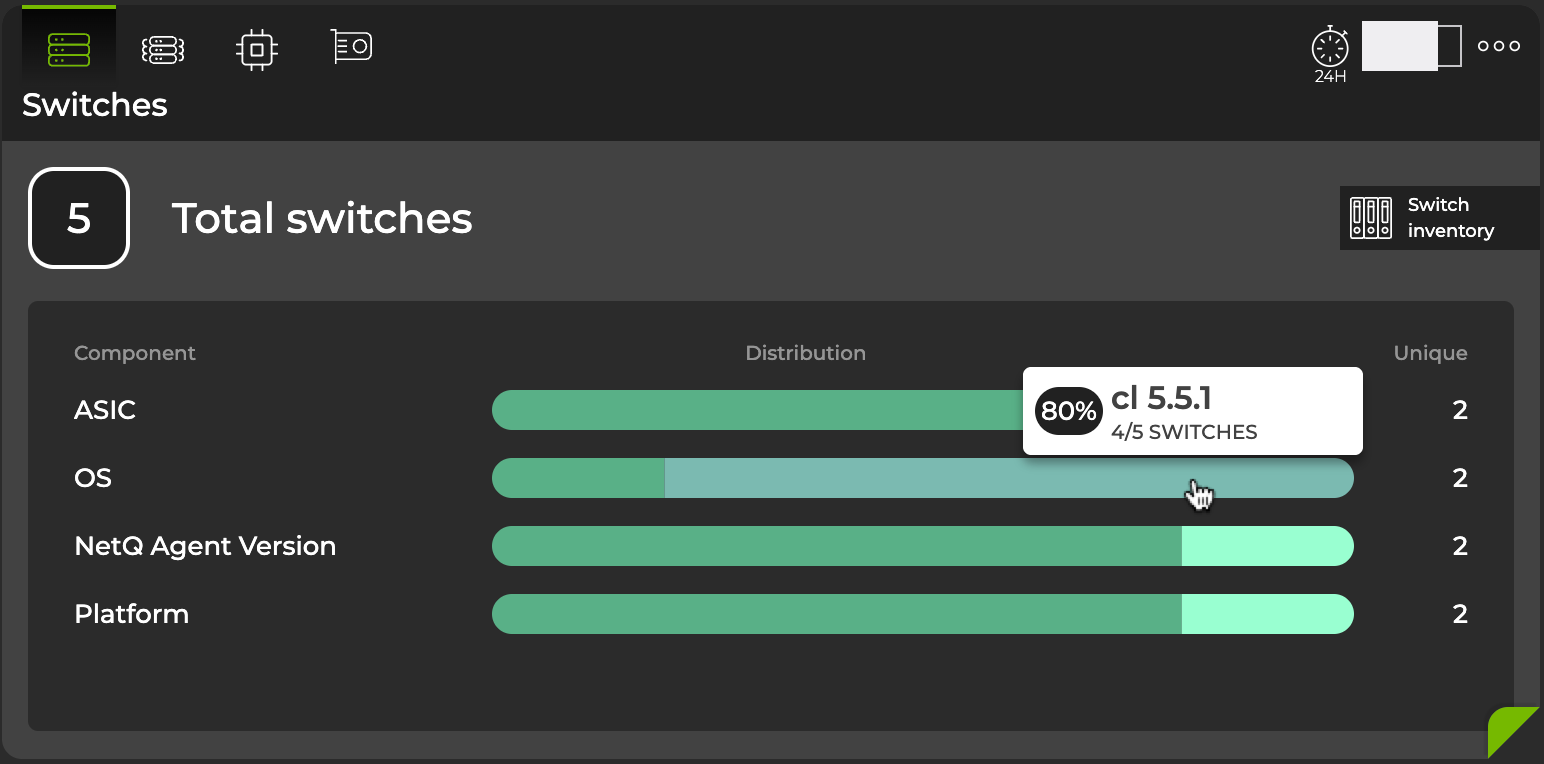 24H
Switches
5
Total switches
Switch
inventory
Component
Distribution
Unique
ASIC
80%
cl 5.5.1
4/5 SWITCHES
2
OS
2
NetQ Agent Version
2
Platform
2